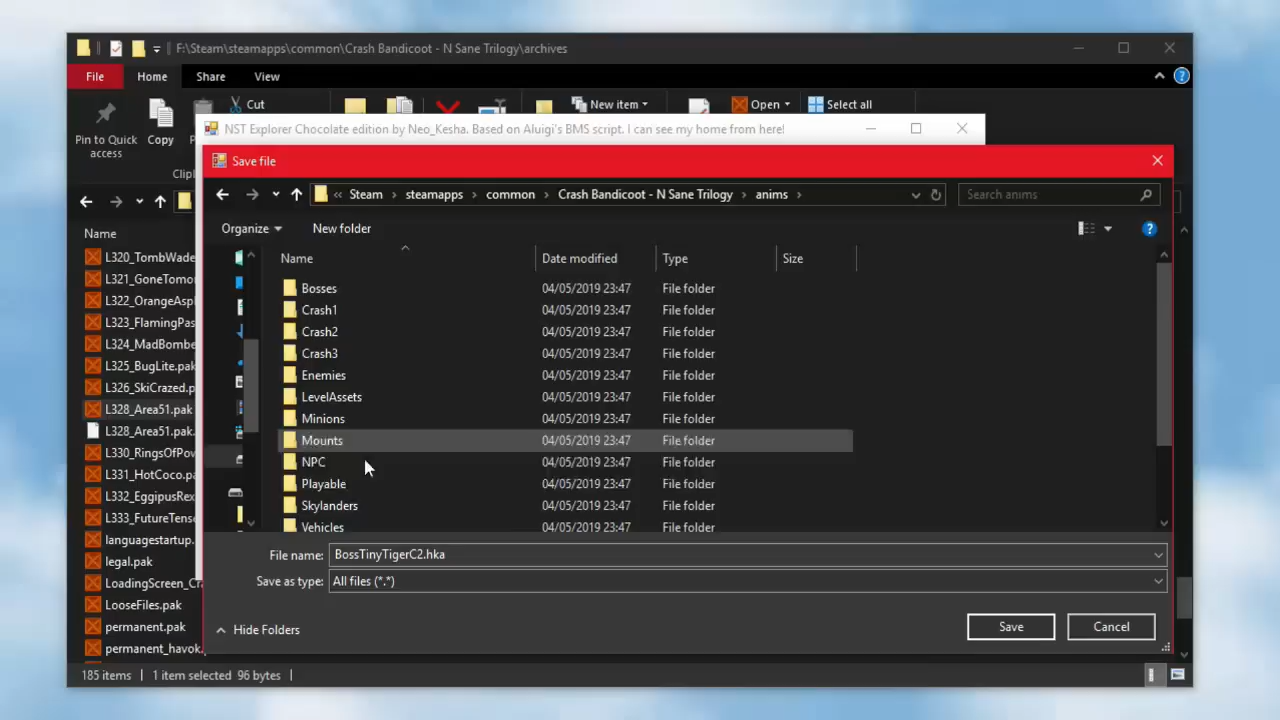 F:\Steam\steamapps\common\Crash Bandicoot - N Sane Trilogy\archives
File Home Share View
Pin to Quick access
Copy
Cut
New item
Open
Select all
NST Explorer Chocolate edition by Neo_Kesha. Based on Aluigi's BMS script. I can see my home from here!
Save file
« Steam > steamapps > common > Crash Bandicoot - N Sane Trilogy > anims >
Search anims
Organize New folder
Name Date modified Type Size
Bosses 04/05/2019 23:47 File folder
Crash1 04/05/2019 23:47 File folder
Crash2 04/05/2019 23:47 File folder
Crash3 04/05/2019 23:47 File folder
Enemies 04/05/2019 23:47 File folder
LevelAssets 04/05/2019 23:47 File folder
Minions 04/05/2019 23:47 File folder
Mounts 04/05/2019 23:47 File folder
NPC 04/05/2019 23:47 File folder
Playable 04/05/2019 23:47 File folder
Skylanders 04/05/2019 23:47 File folder
Vehicles 04/05/2019 23:47 File folder
File name: BossTinyTigerC2.hka
Save as type: All files (*.*)
Hide Folders
Save Cancel
Name
L320_TombWade
L321_GoneTomo
L322_OrangeAsp
L323_FlamingPas
L324_MadBombe
L325_BugLite.pak
L326_SkiCrazed.p
L328_Area51.pak
L328_Area51.pak.
L330_RingsOfPow
L331_HotCoco.pa
L332_EggipusRex
L333_FutureTense
languagestartup.
legal.pak
LoadingScreen_Cr
LooseFiles.pak
permanent.pak
permanent_havok.
185 items 1 item selected 96 bytes